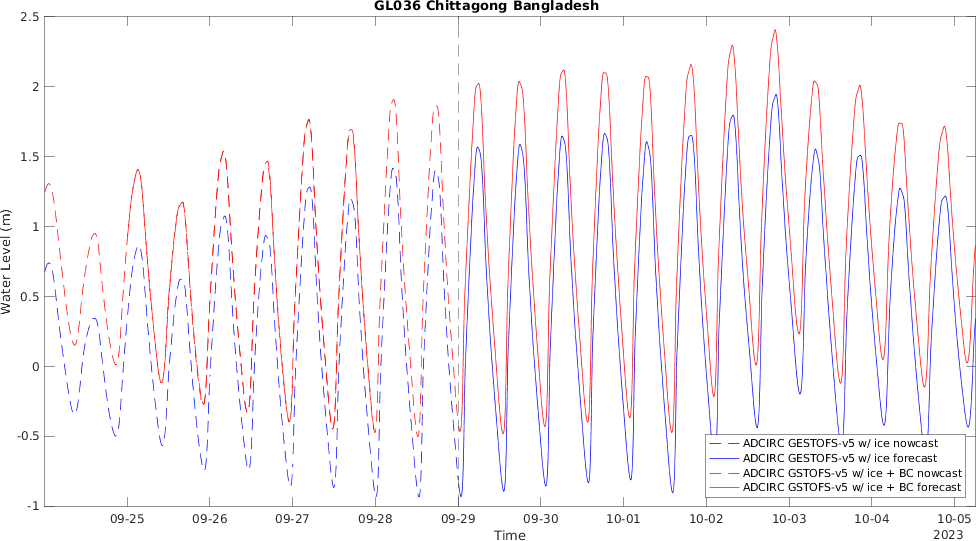 GL036 Chittagong Bangladesh
Water Level (m)
2.5
2
1.5
1
0.5
0
-0.5
-1
ADCIRC GESTOFS-v5 w/ ice nowcast
ADCIRC GESTOFS-v5 w/ ice forecast
ADCIRC GSTOFS-v5 w/ ice + BC nowcast
ADCIRC GSTOFS-v5 w/ ice + BC forecast
09-25 09-26 09-27 09-28 09-29 09-30 10-01 10-02 10-03 10-04 10-05
2023
Time